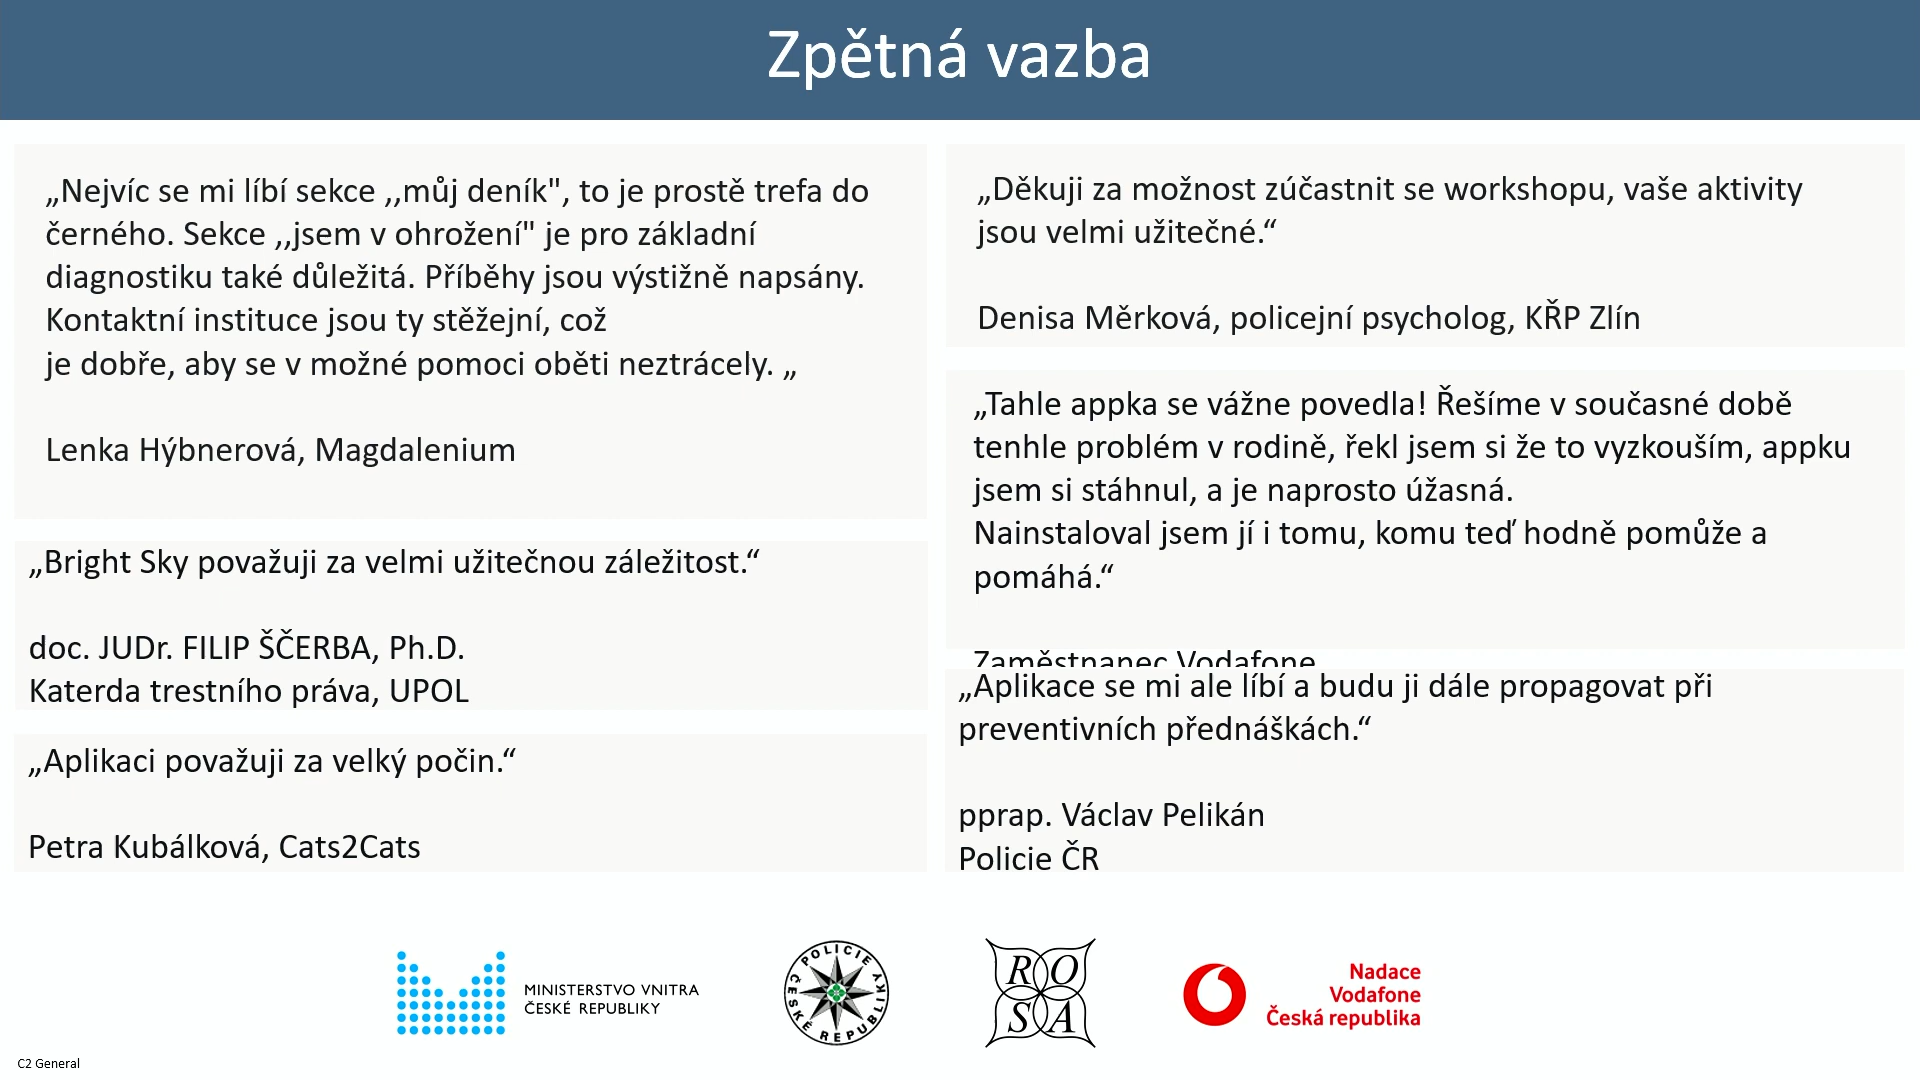 Zpětná vazba
„Nejvíc se mi líbí sekce ,,můj deník", to je prostě trefa do
černého. Sekce ,,jsem v ohrožení" je pro základní
diagnostiku také důležitá. Příběhy jsou výstižně napsány.
Kontaktní instituce jsou ty stěžejní, což
je dobře, aby se v možné pomoci oběti neztrácely. „
Lenka Hýbnerová, Magdalenium
„Bright Sky považuji za velmi užitečnou záležitost.“
doc. JUDr. FILIP ŠČERBA, Ph.D.
Katerda trestního práva, UPOL
„Aplikaci považuji za velký počin.“
Petra Kubálková, Cats2Cats
„Děkuji za možnost zúčastnit se workshopu, vaše aktivity
jsou velmi užitečné.“
Denisa Měrková, policejní psycholog, KŘP Zlín
„Tahle appka se vážne povedla! Řešíme v současné době
tenhle problém v rodině, řekl jsem si že to vyzkouším, appku
jsem si stáhnul, a je naprosto úžasná.
Nainstaloval jsem jí i tomu, komu teď hodně pomůže a
pomáhá.“
Zaměstnanec Vodafone
„Aplikace se mi ale líbí a budu ji dále propagovat při
preventivních přednáškách.“
pprap. Václav Pelikán
Policie ČR
MINISTERSTVO VNITRA
ČESKÉ REPUBLIKY
POLICIE ČESKÉ REPUBLIKY
ROSA
Nadace
Vodafone
Česká republika
C2 General